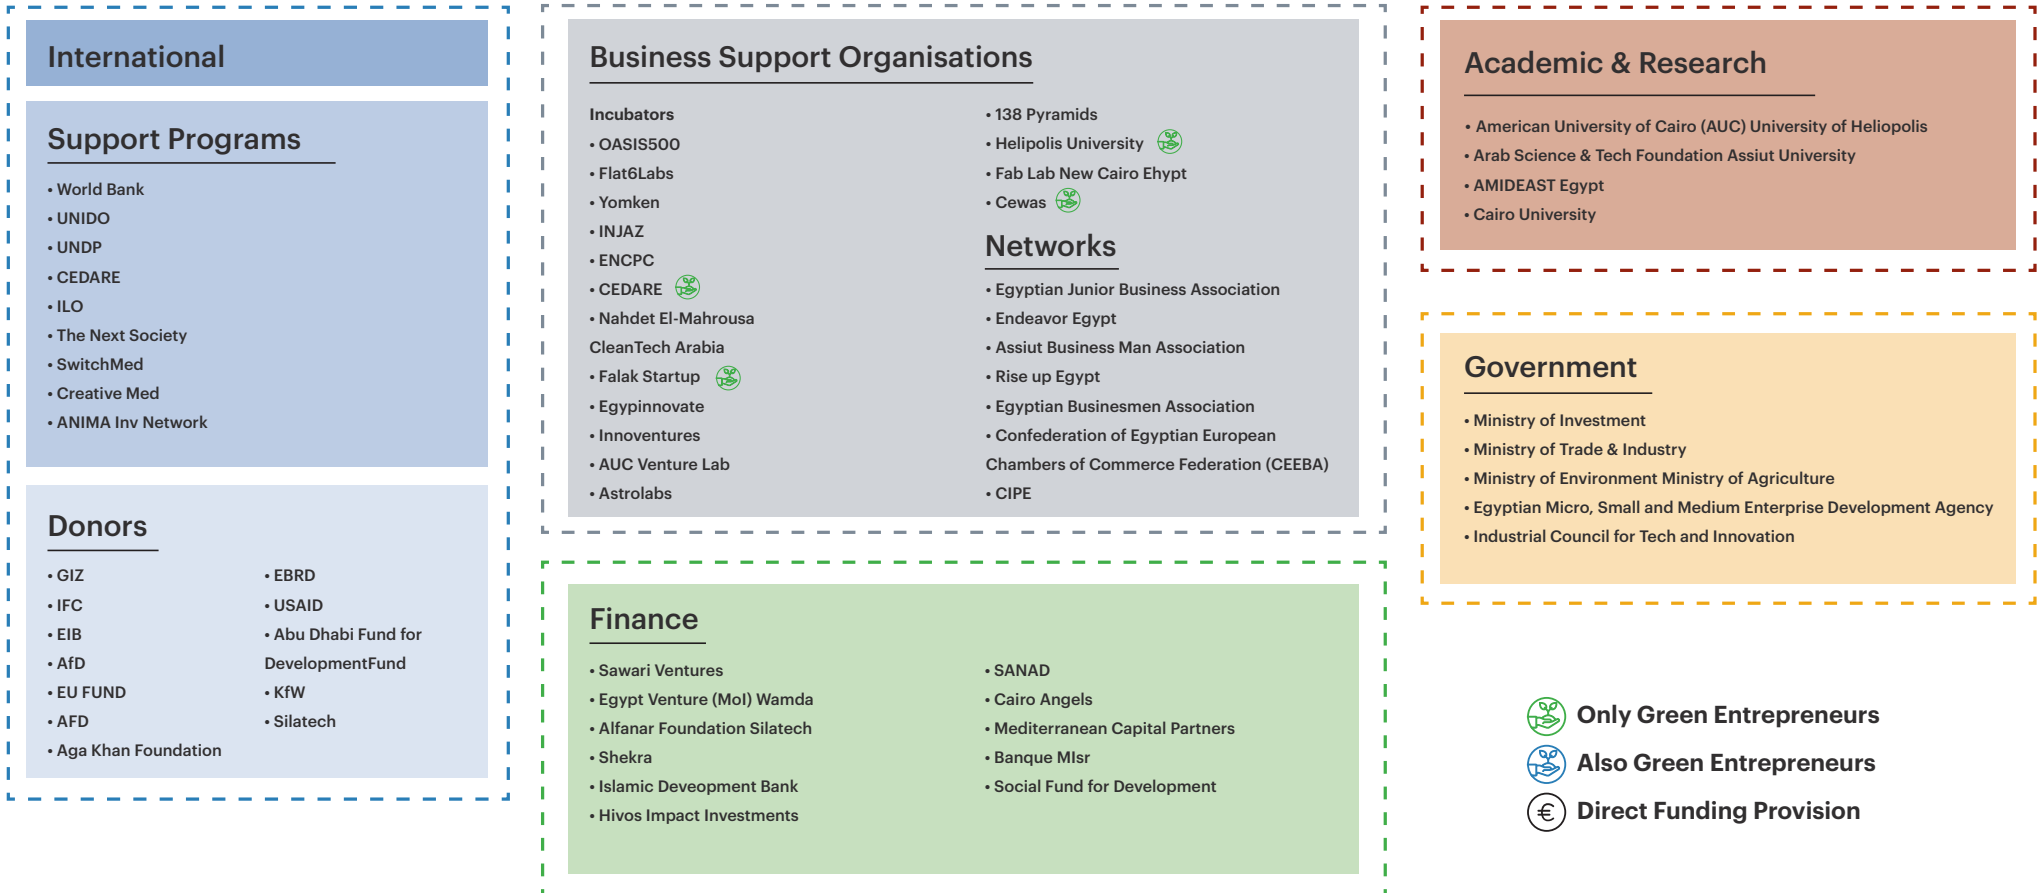 International
Support Programs
• World Bank
• UNIDO
• UNDP
• CEDARE
• ILO
• The Next Society
• SwitchMed
• Creative Med
• ANIMA Inv Network
Donors
• GIZ
• IFC
• EIB
• AfD
• EU FUND
• AFD
• Aga Khan Foundation
• EBRD
• USAID
• Abu Dhabi Fund for
DevelopmentFund
• KfW
• Silatech
Business Support Organisations
Incubators
• OASIS500
• Flat6Labs
• Yomken
• INJAZ
• ENCPC
• CEDARE
• Nahdet El-Mahrousa
CleanTech Arabia
• Falak Startup
• Egypinnovate
• Innoventures
• AUC Venture Lab
• Astrolabs
• 138 Pyramids
• Helipolis University
• Fab Lab New Cairo Ehypt
• Cewas
Networks
• Egyptian Junior Business Association
• Endeavor Egypt
• Assiut Business Man Association
• Rise up Egypt
• Egyptian Businesmen Association
• Confederation of Egyptian European
Chambers of Commerce Federation (CEEBA)
• CIPE
Finance
• Sawari Ventures
• Egypt Venture (MoI) Wamda
• Alfanar Foundation Silatech
• Shekra
• Islamic Deveopment Bank
• Hivos Impact Investments
• SANAD
• Cairo Angels
• Mediterranean Capital Partners
• Banque MIsr
• Social Fund for Development
Academic & Research
• American University of Cairo (AUC) University of Heliopolis
• Arab Science & Tech Foundation Assiut University
• AMIDEAST Egypt
• Cairo University
Government
• Ministry of Investment
• Ministry of Trade & Industry
• Ministry of Environment Ministry of Agriculture
• Egyptian Micro, Small and Medium Enterprise Development Agency
• Industrial Council for Tech and Innovation
Only Green Entrepreneurs
Also Green Entrepreneurs
€ Direct Funding Provision